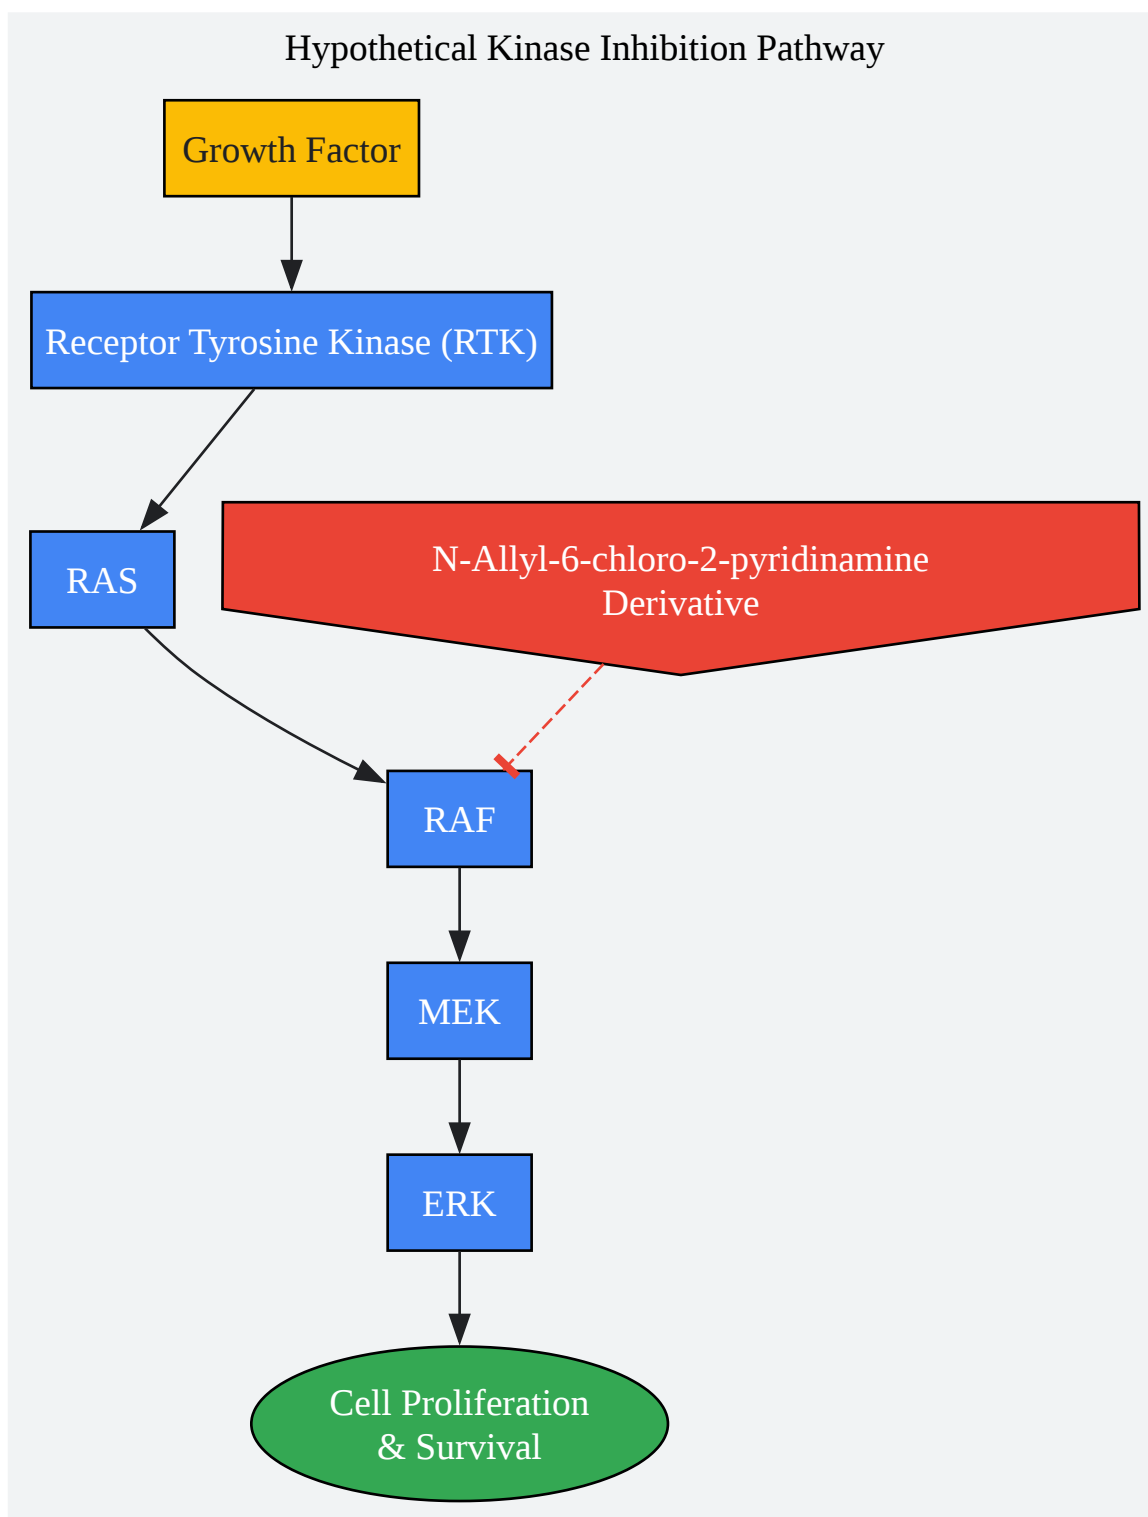 Hypothetical Kinase Inhibition Pathway
Growth Factor
Receptor Tyrosine Kinase (RTK)
RAS
N-Allyl-6-chloro-2-pyridinamine
Derivative
RAF
MEK
ERK
Cell Proliferation
& Survival